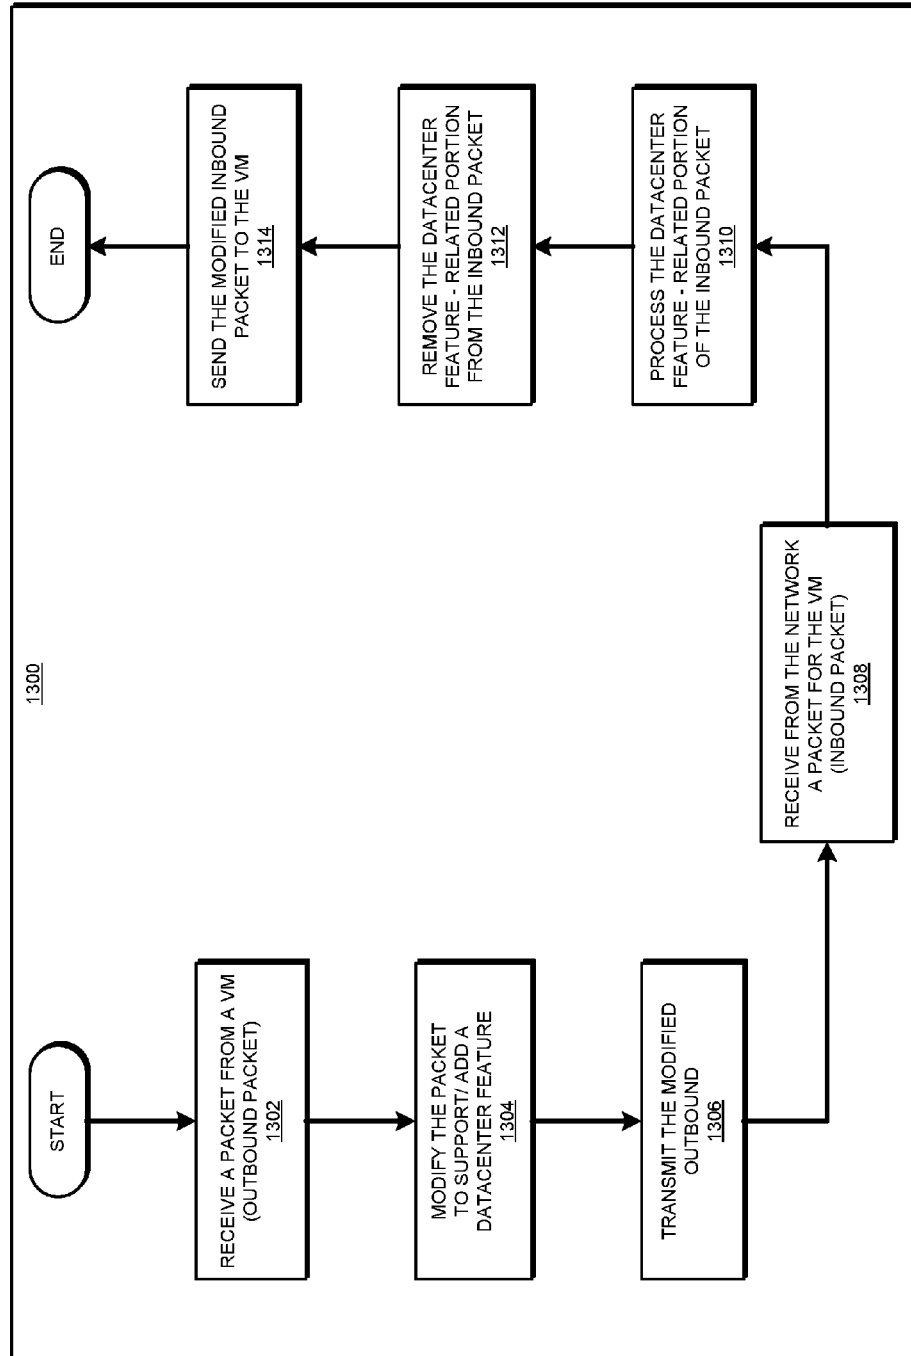 1300
START
RECEIVE A PACKET FROM A VM
(OUTBOUND PACKET)
1302
MODIFY THE PACKET
TO SUPPORT/ ADD A
DATACENTER FEATURE
1304
TRANSMIT THE MODIFIED
OUTBOUND
1306
RECEIVE FROM THE NETWORK
A PACKET FOR THE VM
(INBOUND PACKET)
1308
PROCESS THE DATACENTER
FEATURE - RELATED PORTION
OF THE INBOUND PACKET
1310
REMOVE THE DATACENTER
FEATURE - RELATED PORTION
FROM THE INBOUND PACKET
1312
SEND THE MODIFIED INBOUND
PACKET TO THE VM
1314
END